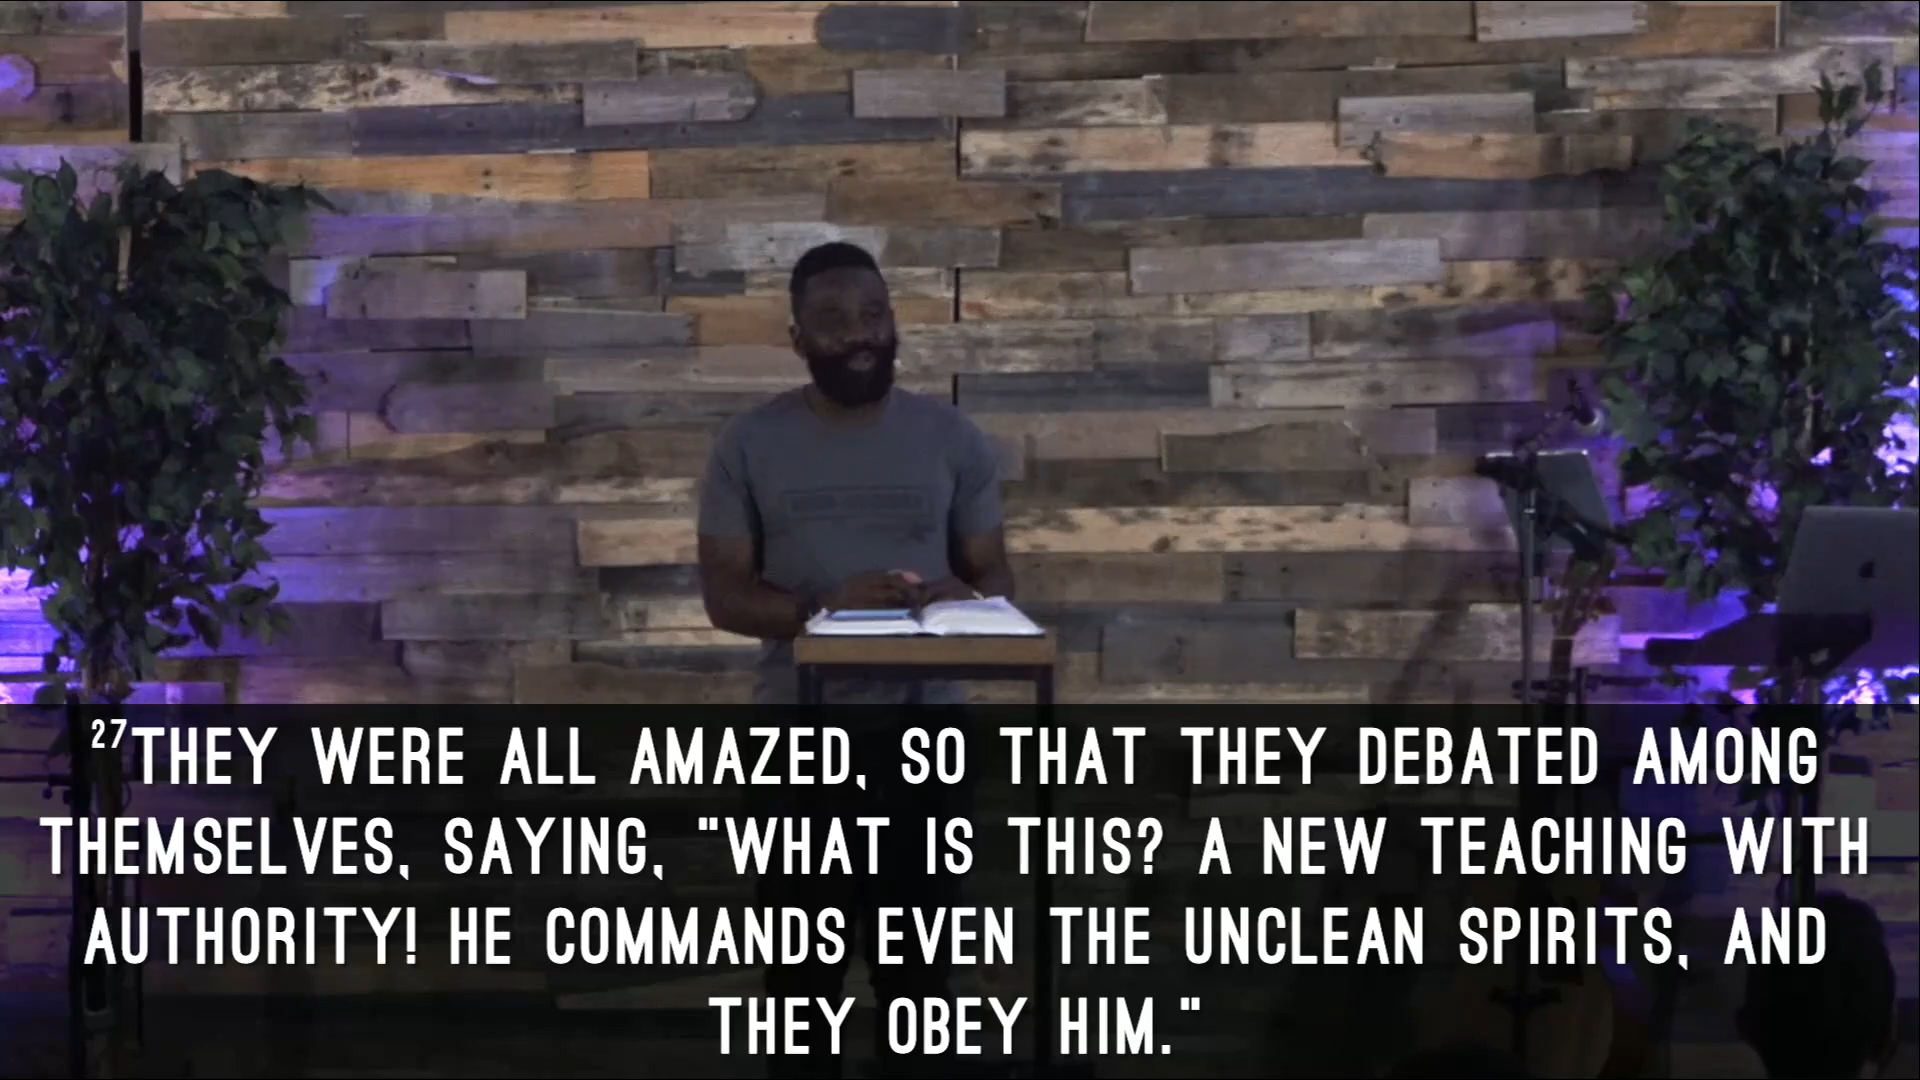 ²⁷THEY WERE ALL AMAZED, SO THAT THEY DEBATED AMONG
THEMSELVES, SAYING, "WHAT IS THIS? A NEW TEACHING WITH
AUTHORITY! HE COMMANDS EVEN THE UNCLEAN SPIRITS, AND
THEY OBEY HIM."